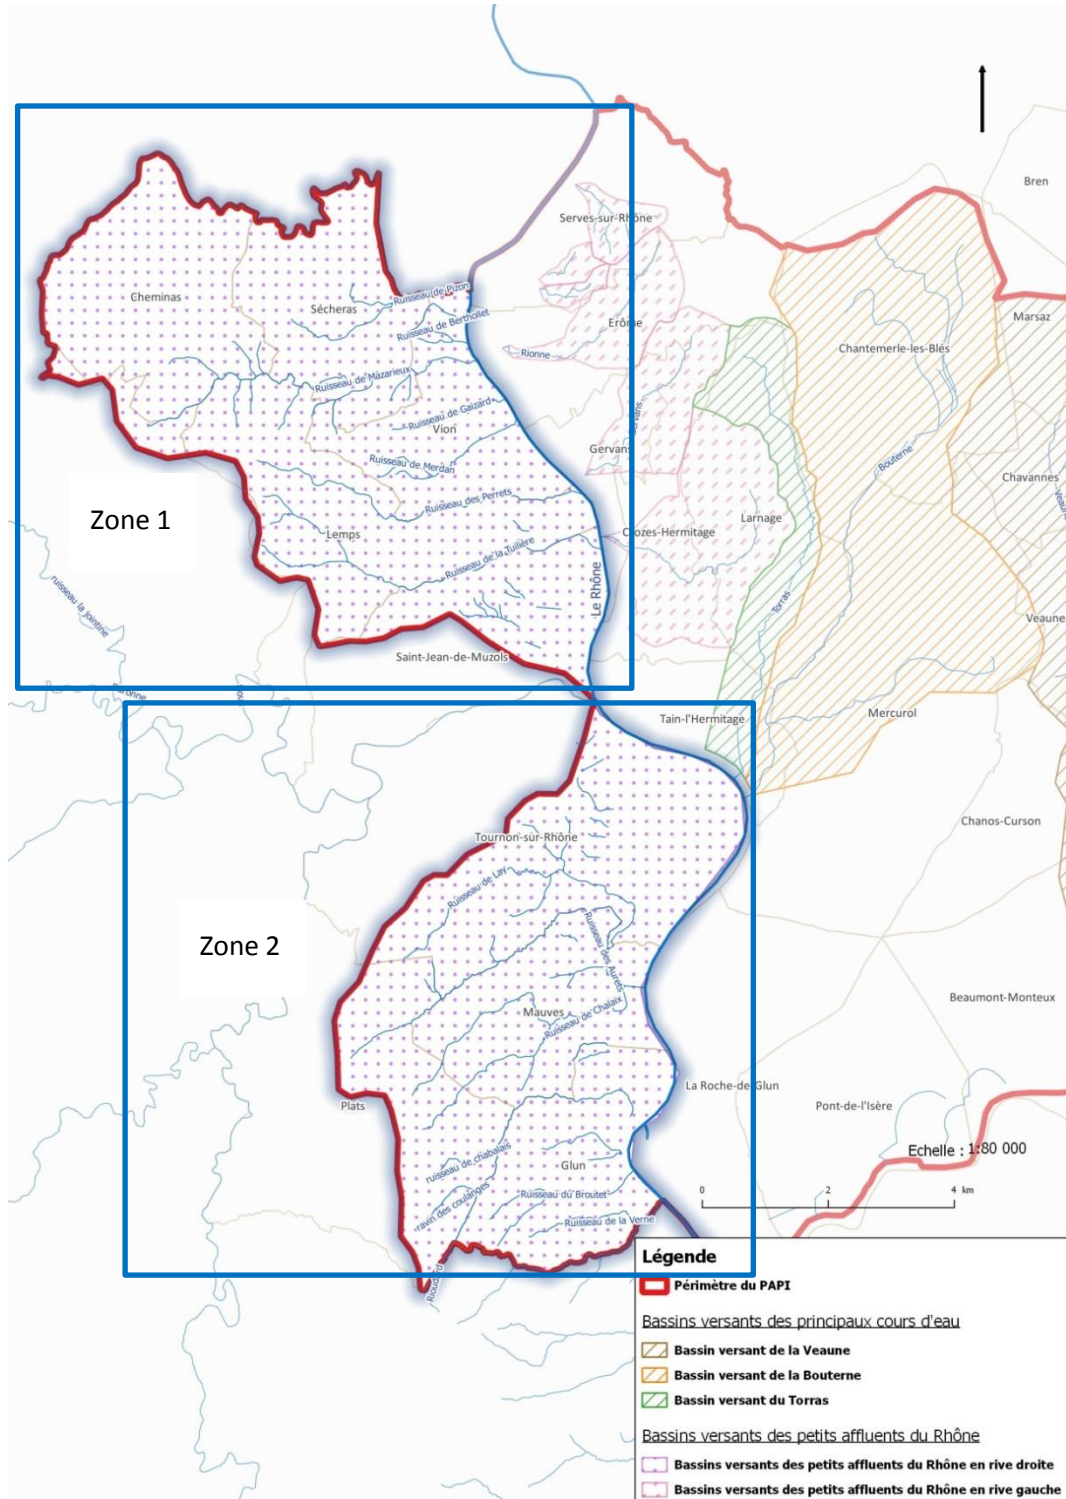 Bren
Serves-sur-Rhône
Ruisseau de Pizon
Cheminas
Sécheras
Ruisseau de Berthollet
Erôme
Marsaz
Rionne
Chantemerle-les-Blés
Ruisseau de Mazarieux
Ruisseau de Gaizard
Vion
Gervans
Gervans
Bouterne
Ruisseau de Merdan
Chavannes
Ruisseau des Perrets
Zone 1
Larnage
Lemps
Crozes-Hermitage
Ruisseau de la Tullière
Le Rhône
Torras
ruisseau la jointine
Veaune
Saint-Jean-de-Muzols
Tain-l'Hermitage
Mercurol
Chanos-Curson
Tournon-sur-Rhône
Ruisseau de Lay
Zone 2
Ruisseau des Aurets
Beaumont-Monteux
Mauves
Ruisseau de Chalaix
La Roche-de-Glun
Plats
Pont-de-l'Isère
Echelle : 1:80 000
ruisseau de chabalais
Glun
ravin des coulanges
Ruisseau du Broutet
0 2 4 km
Ruisseau de la Verne
Rioudard
Légende
Périmètre du PAPI
Bassins versants des principaux cours d'eau
Bassin versant de la Veaune
Bassin versant de la Bouterne
Bassin versant du Torras
Bassins versants des petits affluents du Rhône
Bassins versants des petits affluents du Rhône en rive droite
Bassins versants des petits affluents du Rhône en rive gauche